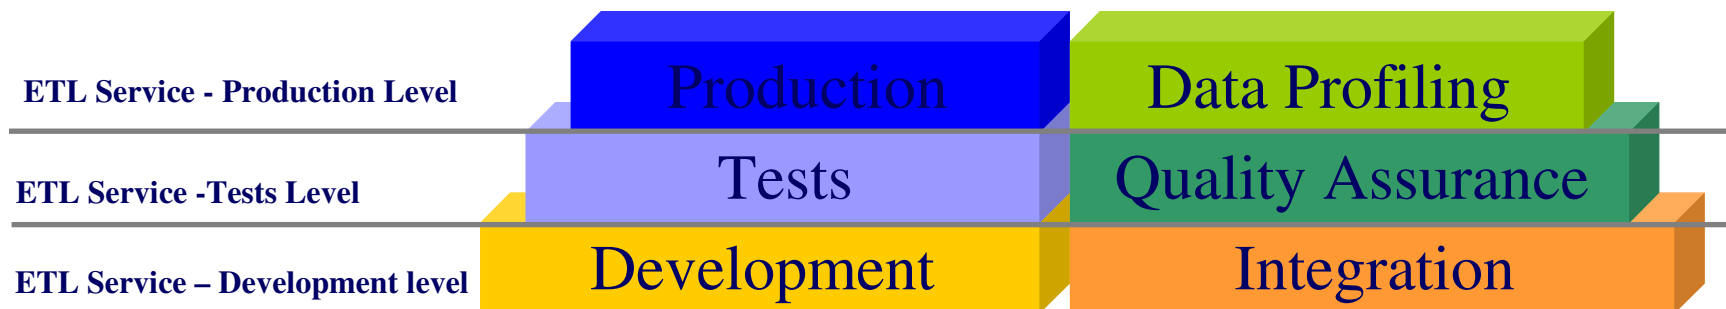 ETL Service - Production Level
Production
Data Profiling
ETL Service -Tests Level
Tests
Quality Assurance
ETL Service – Development level
Development
Integration